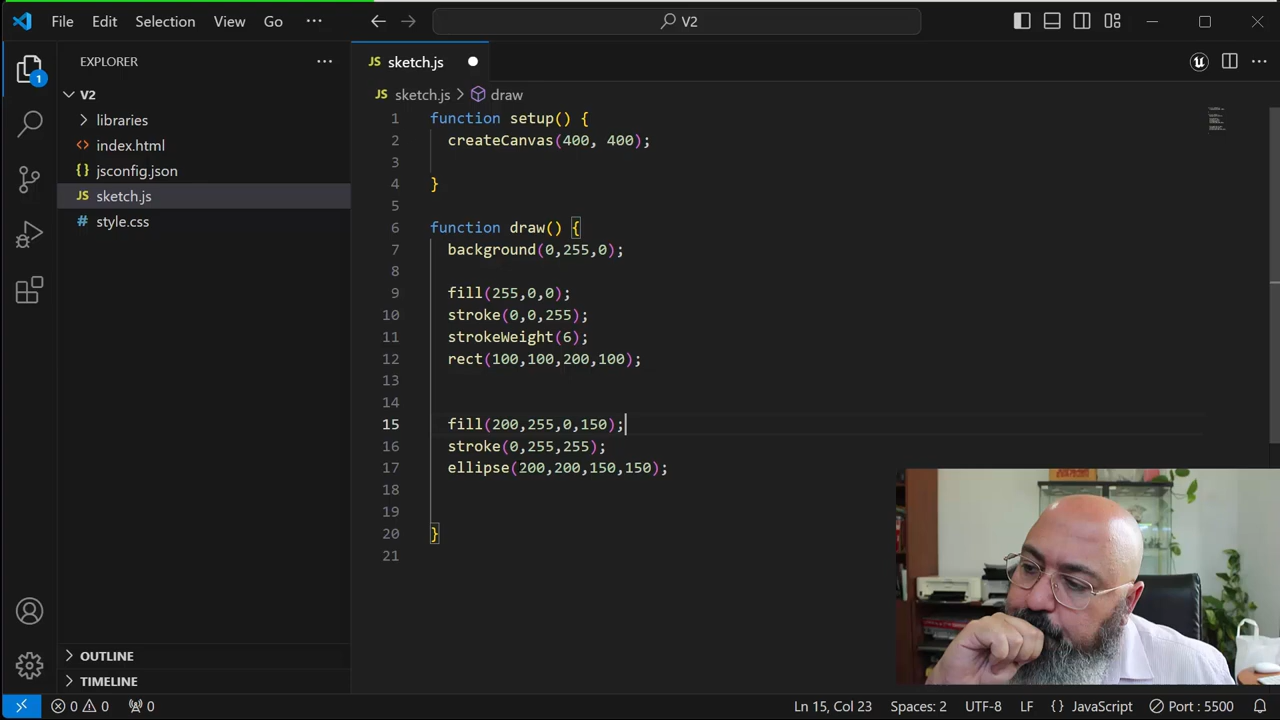 File Edit Selection View Go ··· V2
EXPLORER ···
V2
libraries
index.html
jsconfig.json
sketch.js
style.css
OUTLINE
TIMELINE
1
JS sketch.js
JS sketch.js > draw
1 function setup() {
2 createCanvas(400, 400);
3
4 }
5
6 function draw() {
7 background(0,255,0);
8
9 fill(255,0,0);
10 stroke(0,0,255);
11 strokeWeight(6);
12 rect(100,100,200,100);
13
14
15 fill(200,255,0,150);
16 stroke(0,255,255);
17 ellipse(200,200,150,150);
18
19
20 }
21
0 0 0 Ln 15, Col 23 Spaces: 2 UTF-8 LF {} JavaScript Port : 5500